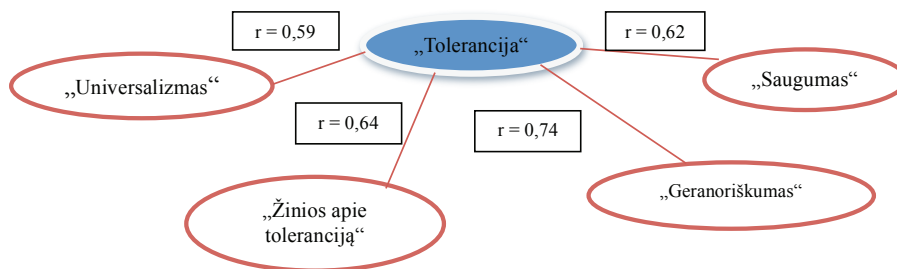 r = 0,59
„Tolerancija“
r = 0,62
„Universalizmas“
„Saugumas“
r = 0,64
r = 0,74
„Žinios apie
toleranciją“
„Geranoriškumas“